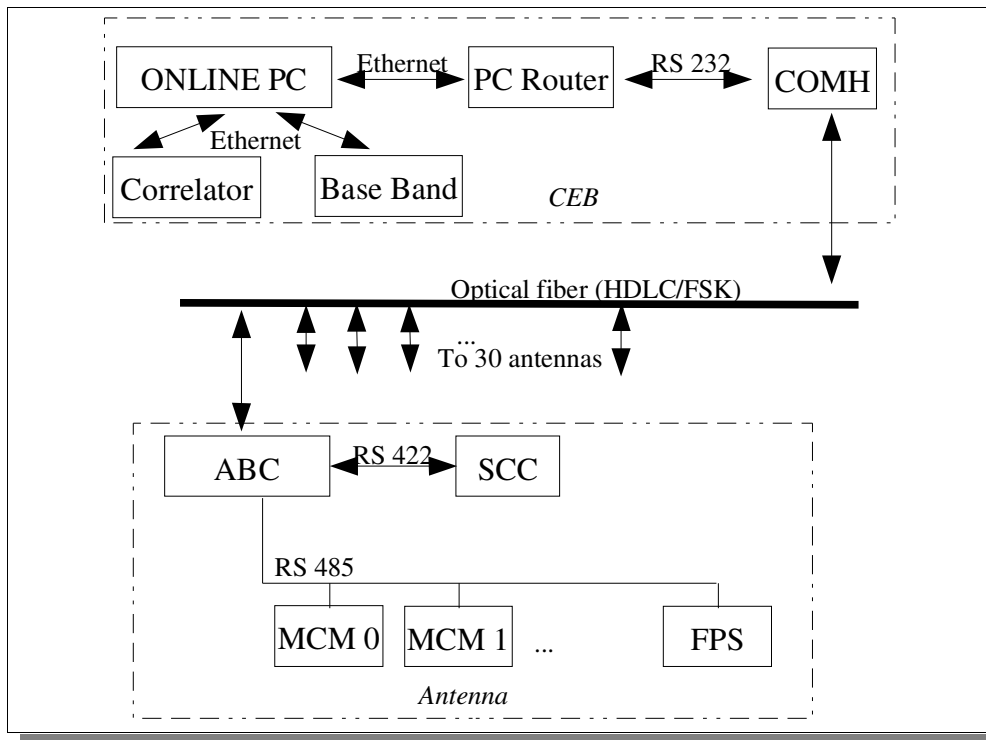 Ethernet
RS 232
ONLINE PC
PC Router
COMH
Ethernet
Correlator
Base Band
CEB
Optical fiber (HDLC/FSK)
...
To 30 antennas
RS 422
ABC
SCC
RS 485
MCM 0
MCM 1
...
FPS
Antenna